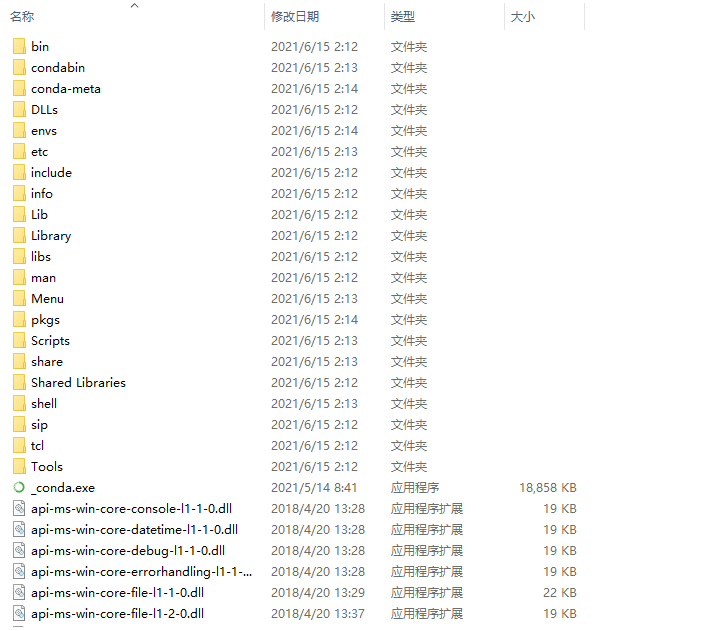 名称 修改日期 类型 大小
bin 2021/6/15 2:12 文件夹
condabin 2021/6/15 2:13 文件夹
conda-meta 2021/6/15 2:14 文件夹
DLLs 2021/6/15 2:12 文件夹
envs 2021/6/15 2:14 文件夹
etc 2021/6/15 2:13 文件夹
include 2021/6/15 2:12 文件夹
info 2021/6/15 2:12 文件夹
Lib 2021/6/15 2:12 文件夹
Library 2021/6/15 2:12 文件夹
libs 2021/6/15 2:12 文件夹
man 2021/6/15 2:12 文件夹
Menu 2021/6/15 2:13 文件夹
pkgs 2021/6/15 2:14 文件夹
Scripts 2021/6/15 2:13 文件夹
share 2021/6/15 2:13 文件夹
Shared Libraries 2021/6/15 2:12 文件夹
shell 2021/6/15 2:13 文件夹
sip 2021/6/15 2:12 文件夹
tcl 2021/6/15 2:12 文件夹
Tools 2021/6/15 2:12 文件夹
_conda.exe 2021/5/14 8:41 应用程序 18,858 KB
api-ms-win-core-console-l1-1-0.dll 2018/4/20 13:28 应用程序扩展 19 KB
api-ms-win-core-datetime-l1-1-0.dll 2018/4/20 13:28 应用程序扩展 19 KB
api-ms-win-core-debug-l1-1-0.dll 2018/4/20 13:28 应用程序扩展 19 KB
api-ms-win-core-errorhandling-l1-1-... 2018/4/20 13:28 应用程序扩展 19 KB
api-ms-win-core-file-l1-1-0.dll 2018/4/20 13:29 应用程序扩展 22 KB
api-ms-win-core-file-l1-2-0.dll 2018/4/20 13:37 应用程序扩展 19 KB